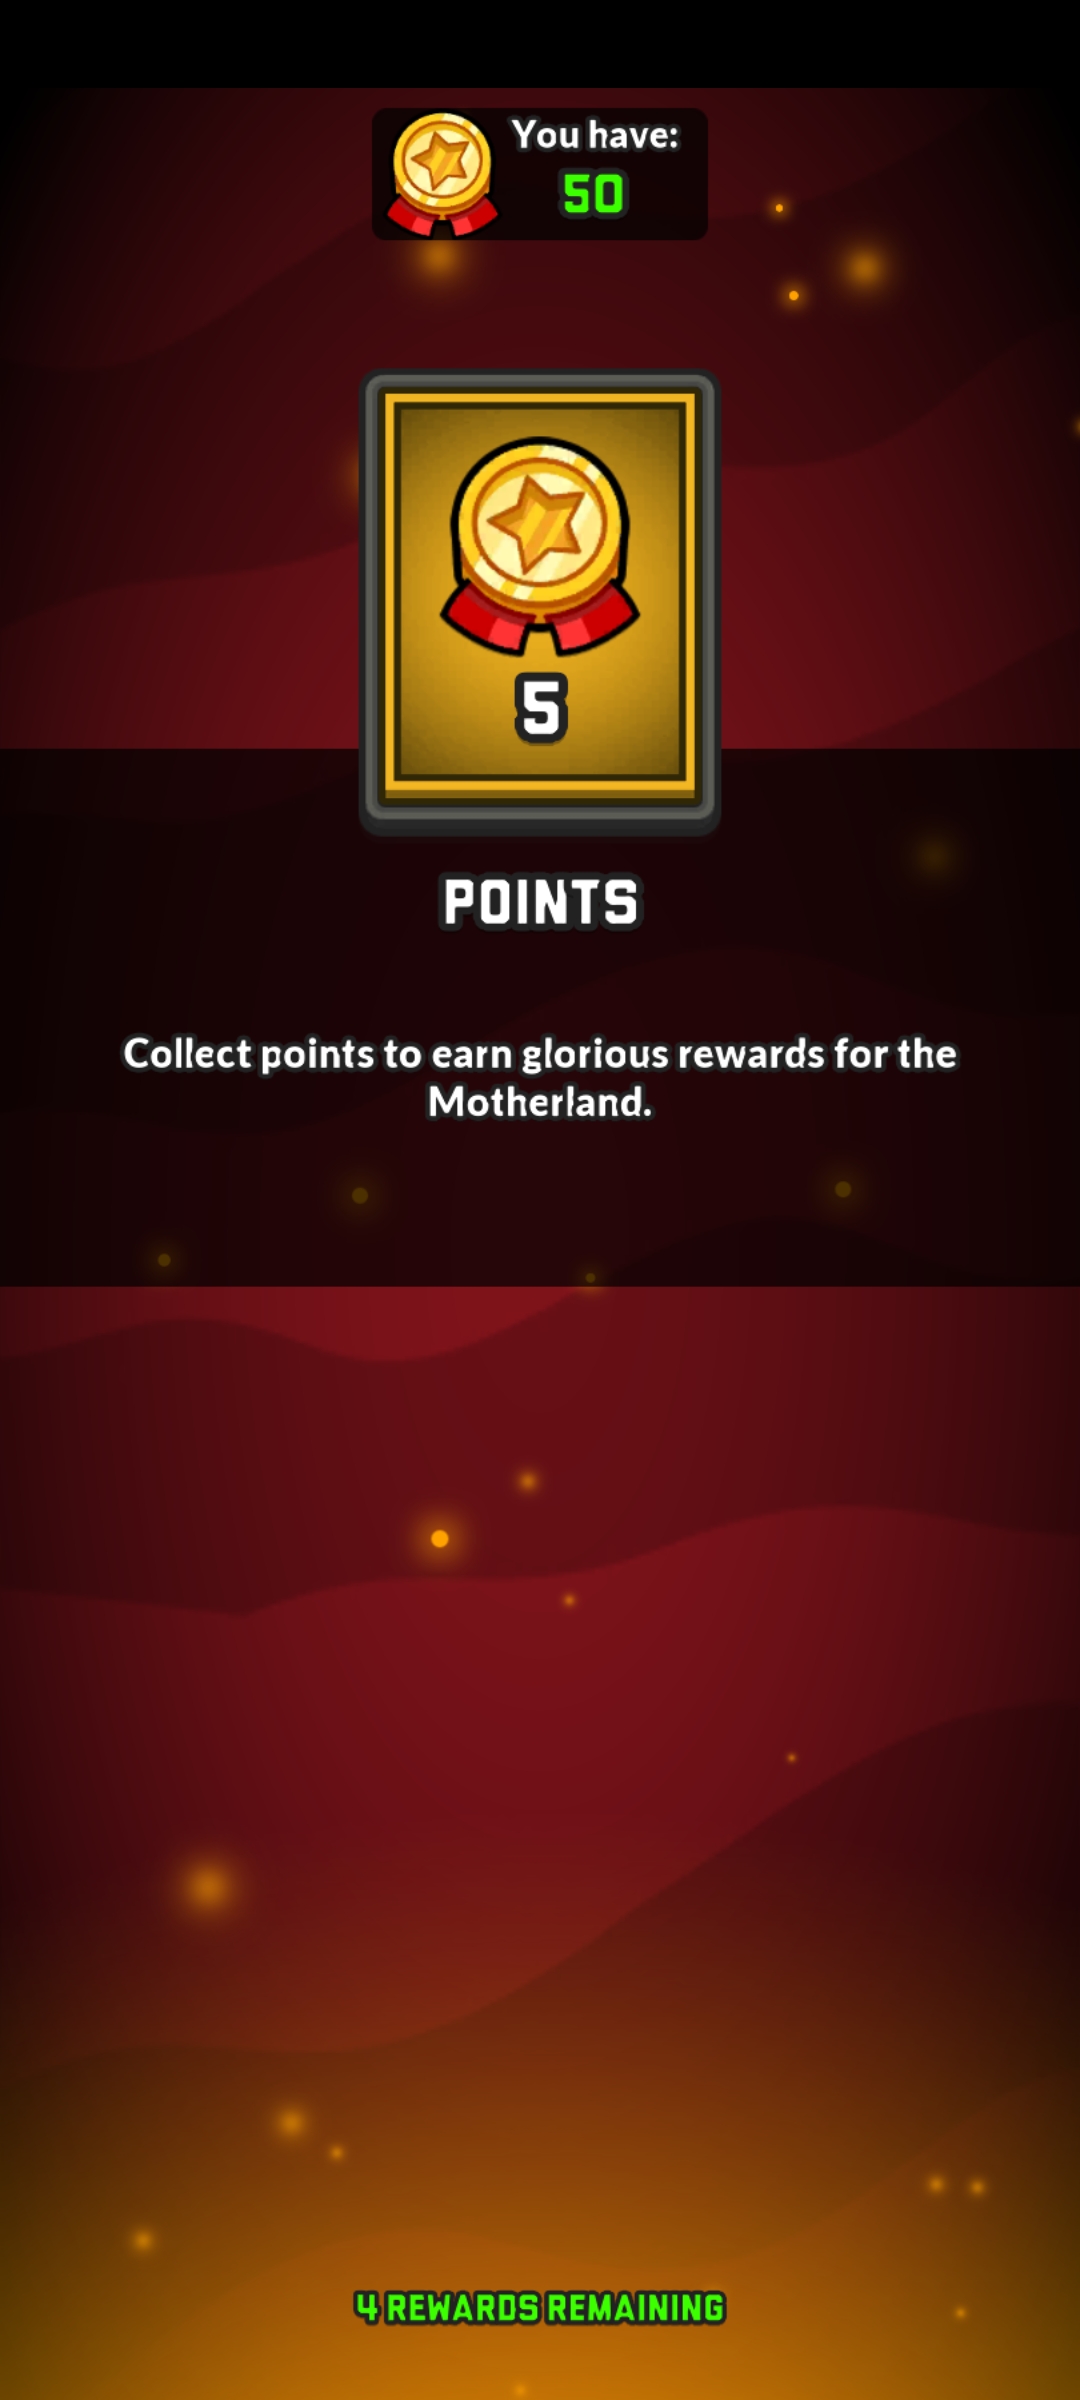 You have:
50
5
POINTS
Collect points to earn glorious rewards for the
Motherland.
4 REWARDS REMAINING